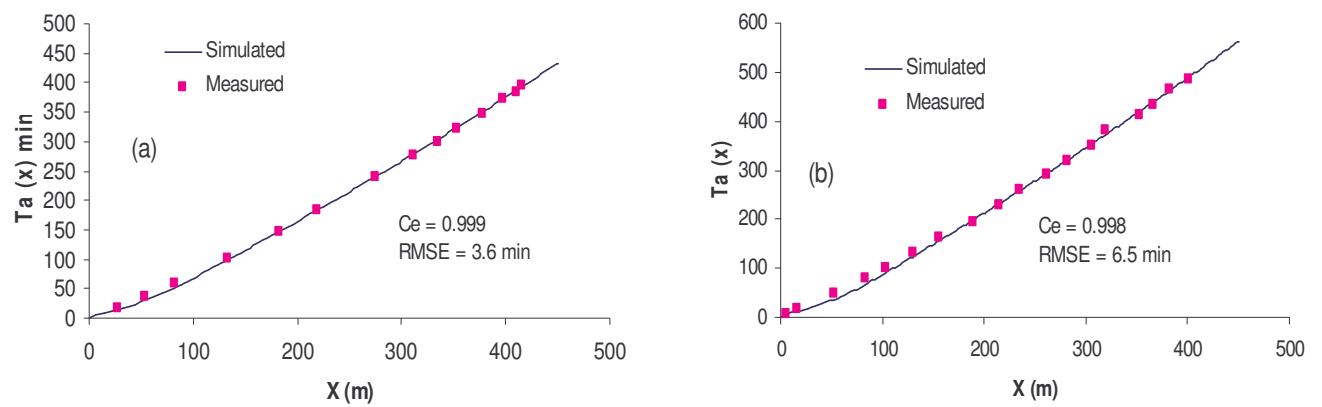 500
450
400
350
300
250
200
150
100
50
0
Ta (x) min
Simulated
Measured
(a)
Ce = 0.999
RMSE = 3.6 min
0 100 200 300 400 500
X (m)
600
500
400
300
200
100
0
Ta (x)
Simulated
Measured
(b)
Ce = 0.998
RMSE = 6.5 min
0 100 200 300 400 500
X (m)